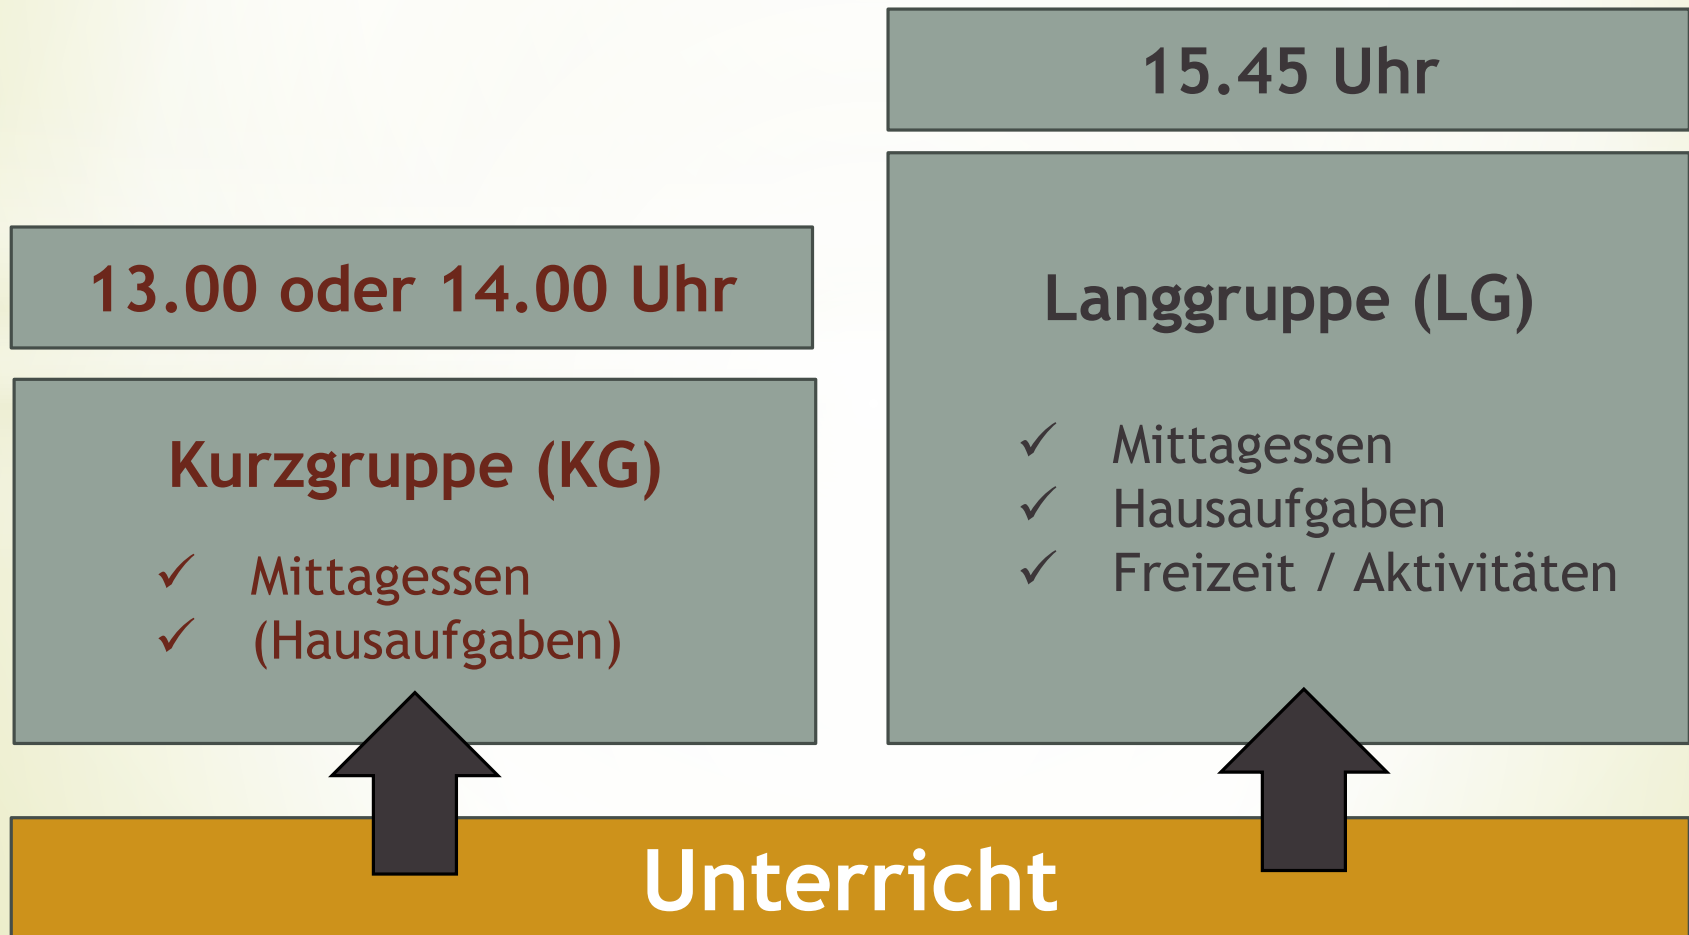 13.00 oder 14.00 Uhr
Kurzgruppe (KG)
✓ Mittagessen
✓ (Hausaufgaben)
15.45 Uhr
Langgruppe (LG)
✓ Mittagessen
✓ Hausaufgaben
✓ Freizeit / Aktivitäten
Unterricht